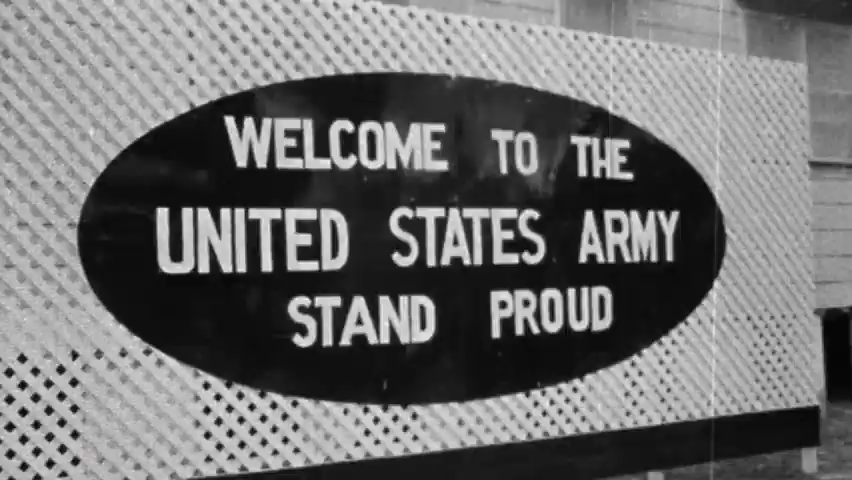 WELCOME TO THE
UNITED STATES ARMY
STAND PROUD